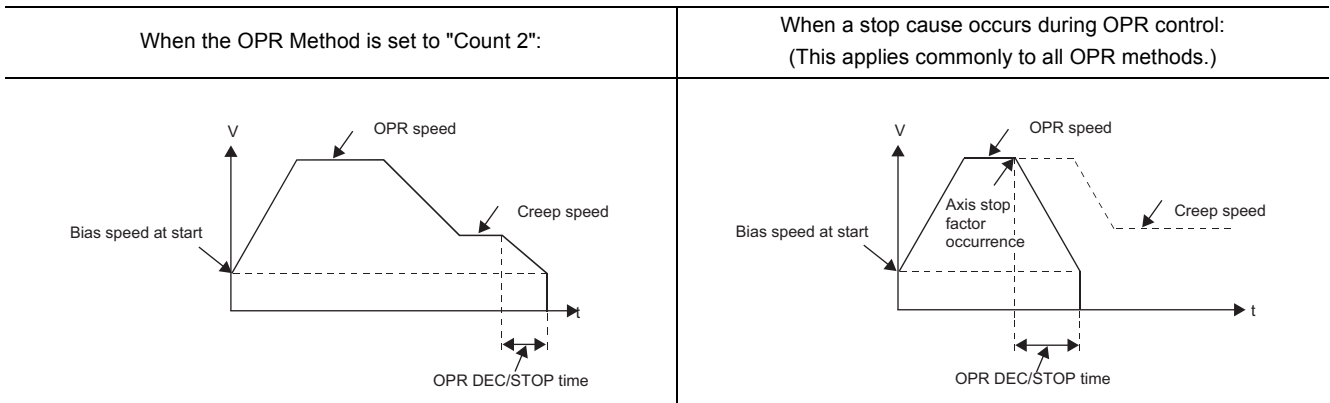 When the OPR Method is set to "Count 2":
When a stop cause occurs during OPR control:
(This applies commonly to all OPR methods.)
V
OPR speed
Creep speed
Bias speed at start
t
OPR DEC/STOP time
V
OPR speed
Axis stop
factor
occurrence
Creep speed
Bias speed at start
t
OPR DEC/STOP time